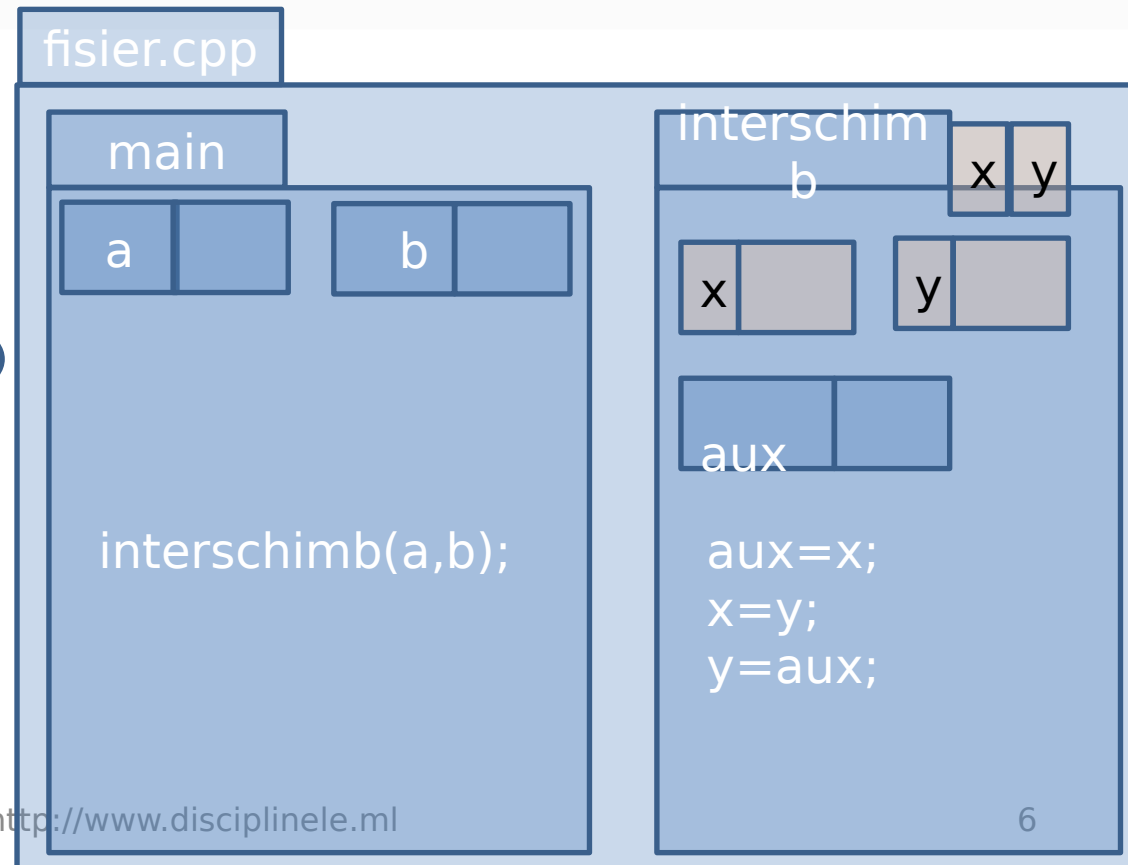 fisier.cpp
main
a
b
interschimb(a,b);
interschim
b
x
y
x
y
aux
aux=x;
x=y;
y=aux;
http://www.disciplinele.ml
6